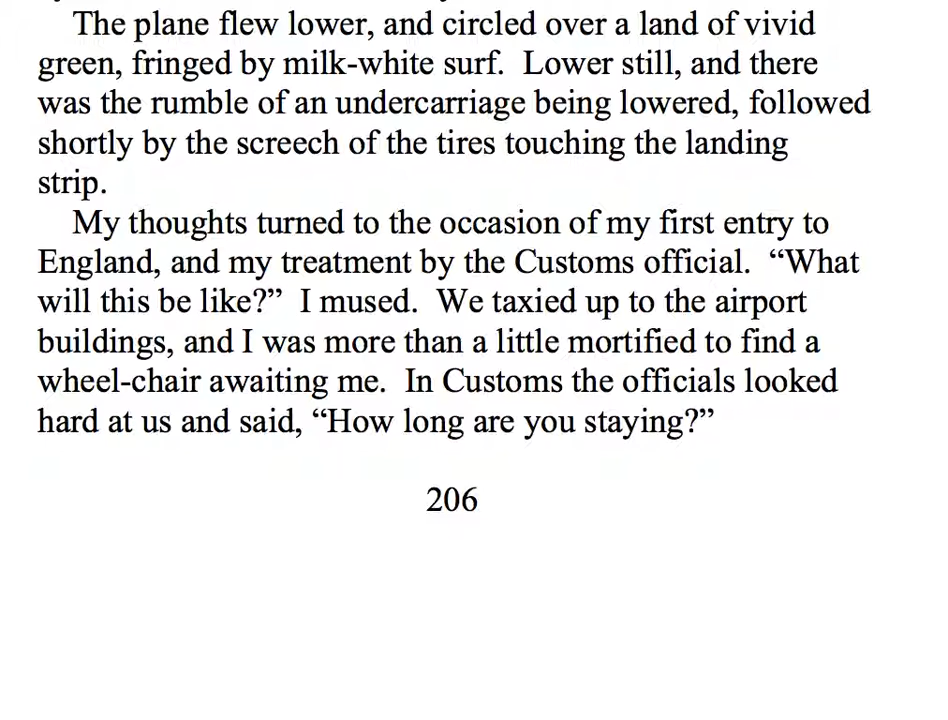 The plane flew lower, and circled over a land of vivid
green, fringed by milk-white surf.  Lower still, and there
was the rumble of an undercarriage being lowered, followed
shortly by the screech of the tires touching the landing
strip.
My thoughts turned to the occasion of my first entry to
England, and my treatment by the Customs official.  “What
will this be like?”  I mused.  We taxied up to the airport
buildings, and I was more than a little mortified to find a
wheel-chair awaiting me.  In Customs the officials looked
hard at us and said, “How long are you staying?”
206